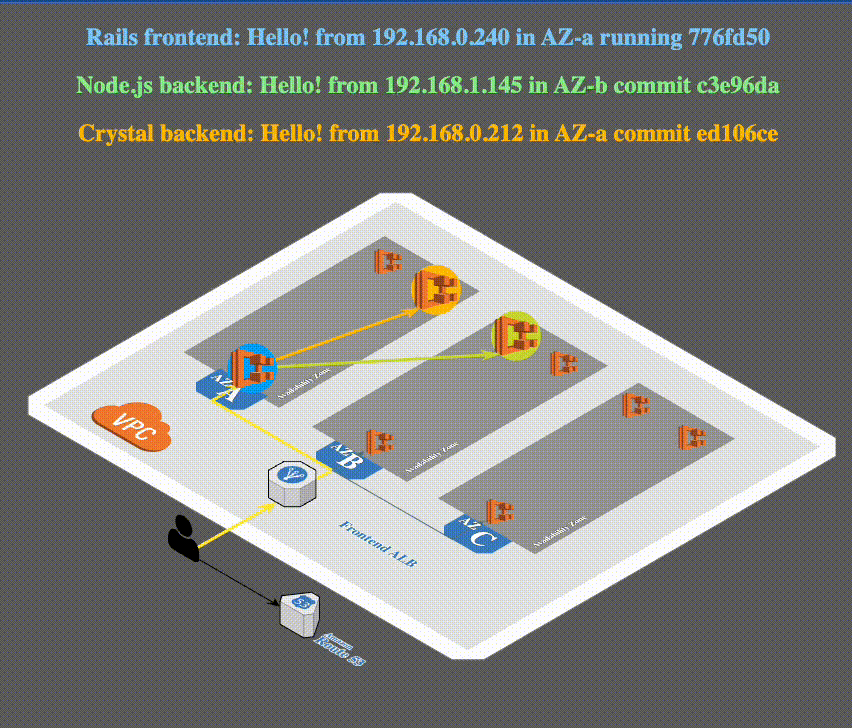 Rails frontend: Hello! from 192.168.0.240 in AZ-a running 776fd50
Node.js backend: Hello! from 192.168.1.145 in AZ-b commit c3e96da
Crystal backend: Hello! from 192.168.0.212 in AZ-a commit ed106ce
AZ
A
Availability Zone
VPC
AZ
B
Availability Zone
AZ
C
Availability Zone
Frontend ALB
53
Amazon
Route 53